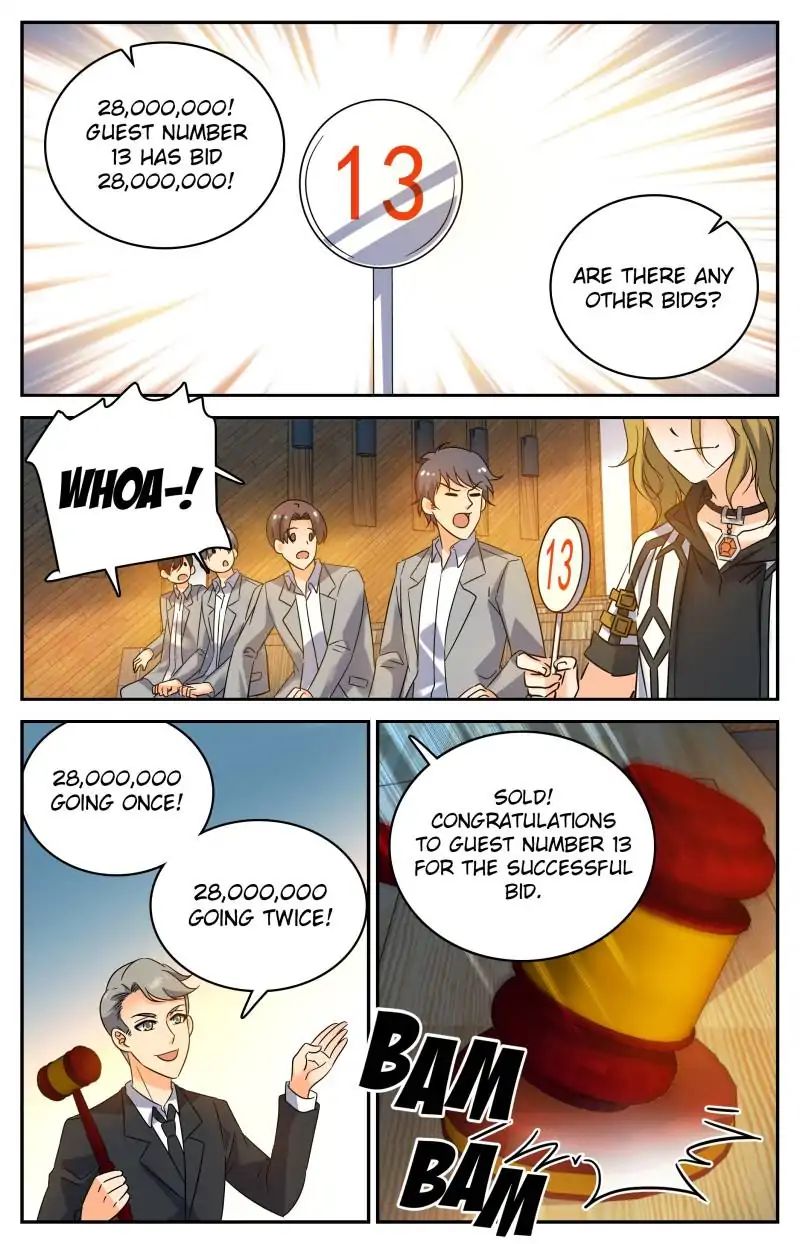 28,000,000!
GUEST NUMBER
13 HAS BID
28,000,000!
13
ARE THERE ANY
OTHER BIDS?
WHOA-!
13
28,000,000
GOING ONCE!
28,000,000
GOING TWICE!
SOLD!
CONGRATULATIONS
TO GUEST NUMBER 13
FOR THE SUCCESSFUL
BID.
BAM
BAM